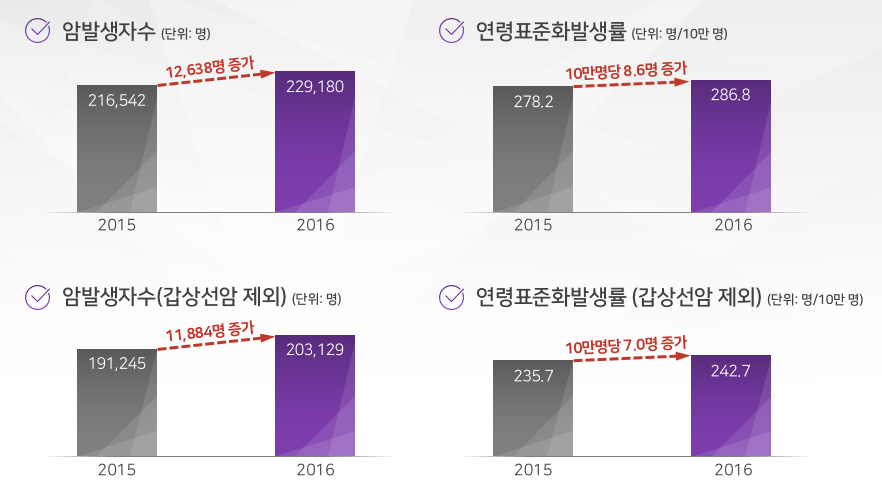 암발생자수 (단위: 명)
12,638명 증가
216,542
229,180
2015
2016
연령표준화발생률 (단위: 명/10만 명)
10만명당 8.6명 증가
278.2
286.8
2015
2016
암발생자수(갑상선암 제외) (단위: 명)
11,884명 증가
191,245
203,129
2015
2016
연령표준화발생률 (갑상선암 제외) (단위: 명/10만 명)
10만명당 7.0명 증가
235.7
242.7
2015
2016